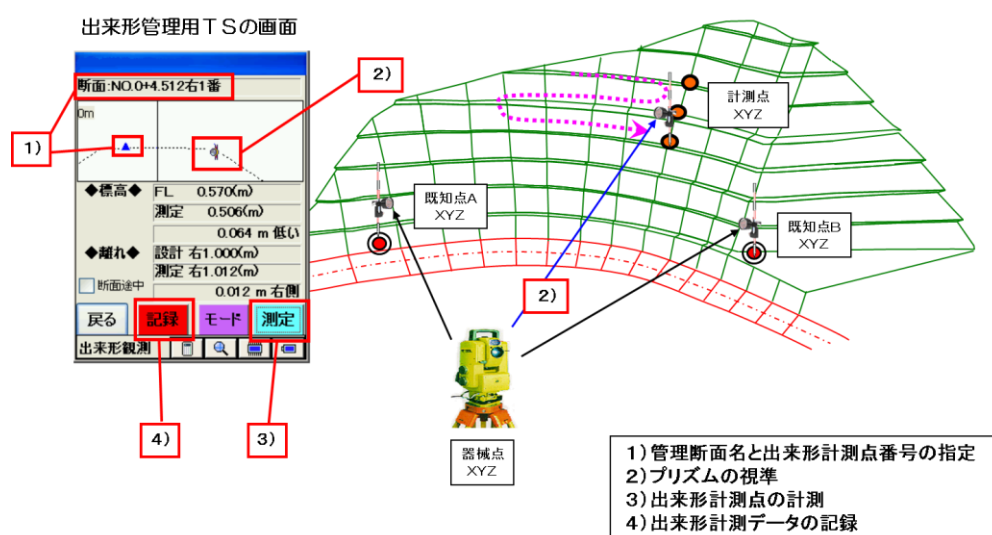 出来形管理用TSの画面
断面:NO.0+4.512右1番
0m
◆標高◆ FL 0.570(m)
測定 0.506(m)
0.064 m 低い
◆離れ◆ 設計 右1.000(m)
測定 右1.012(m)
断面途中
0.012 m 右側
戻る 記録 モード 測定
出来形観測
1)
2)
4)
3)
計測点
XYZ
既知点A
XYZ
既知点B
XYZ
2)
器械点
XYZ
1)管理断面名と出来形計測点番号の指定
2)プリズムの視準
3)出来形計測点の計測
4)出来形計測データの記録